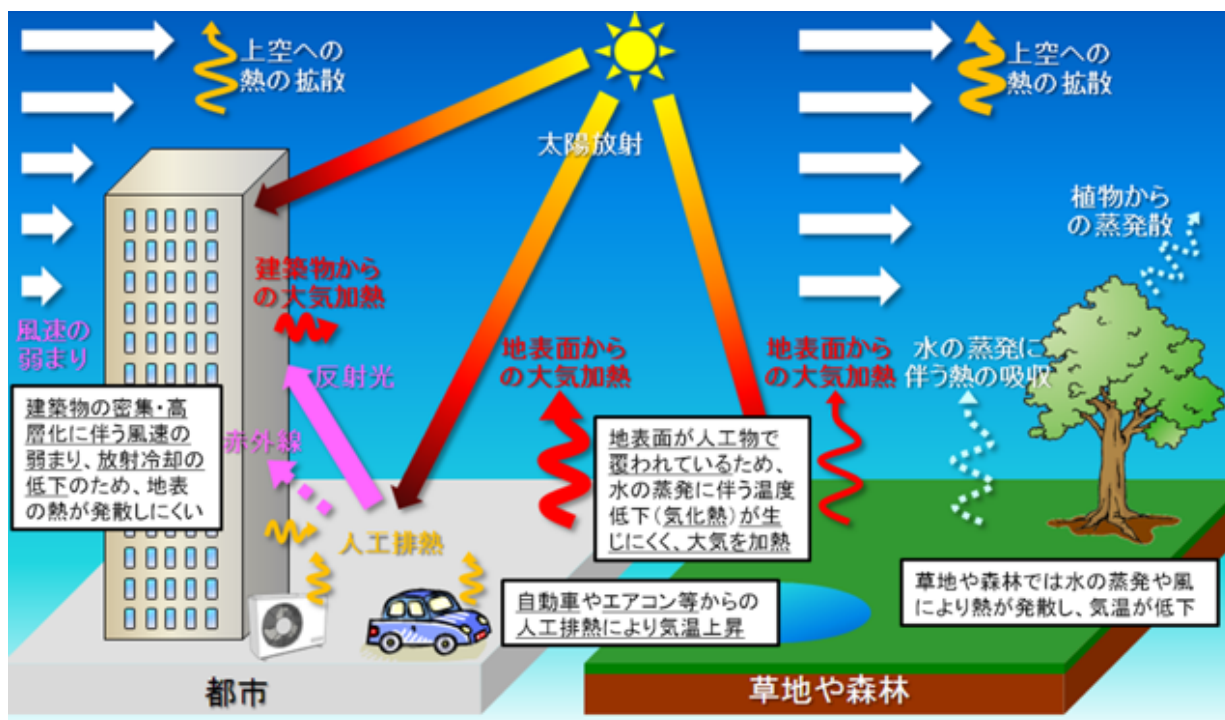 上空への
熱の拡散
太陽放射
上空への
熱の拡散
植物から
の蒸発散
建築物から
の大気加熱
風速の
弱まり
反射光
地表面から
の大気加熱
地表面から
の大気加熱
水の蒸発に
伴う熱の吸収
建築物の密集・高
層化に伴う風速の
弱まり、放射冷却の
低下のため、地表
の熱が発散しにくい
赤外線
地表面が人工物で
覆われているため、
水の蒸発に伴う温度
低下(気化熱)が生
じにくく、大気を加熱
人工排熱
自動車やエアコン等からの
人工排熱により気温上昇
草地や森林では水の蒸発や風
により熱が発散し、気温が低下
都市
草地や森林